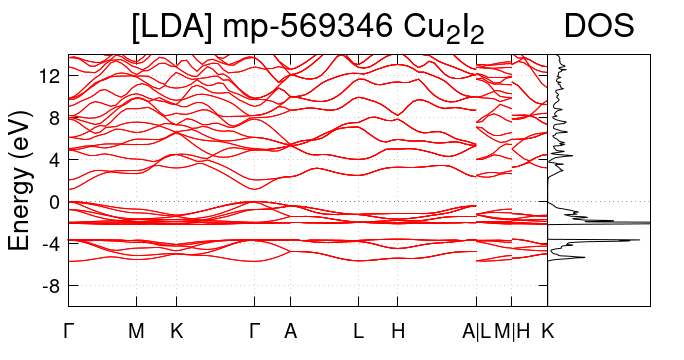 [LDA] mp-569346 Cu₂I₂ DOS
Energy (eV)
12
8
4
0
-4
-8
Γ M K Γ A L H A|L M|H K